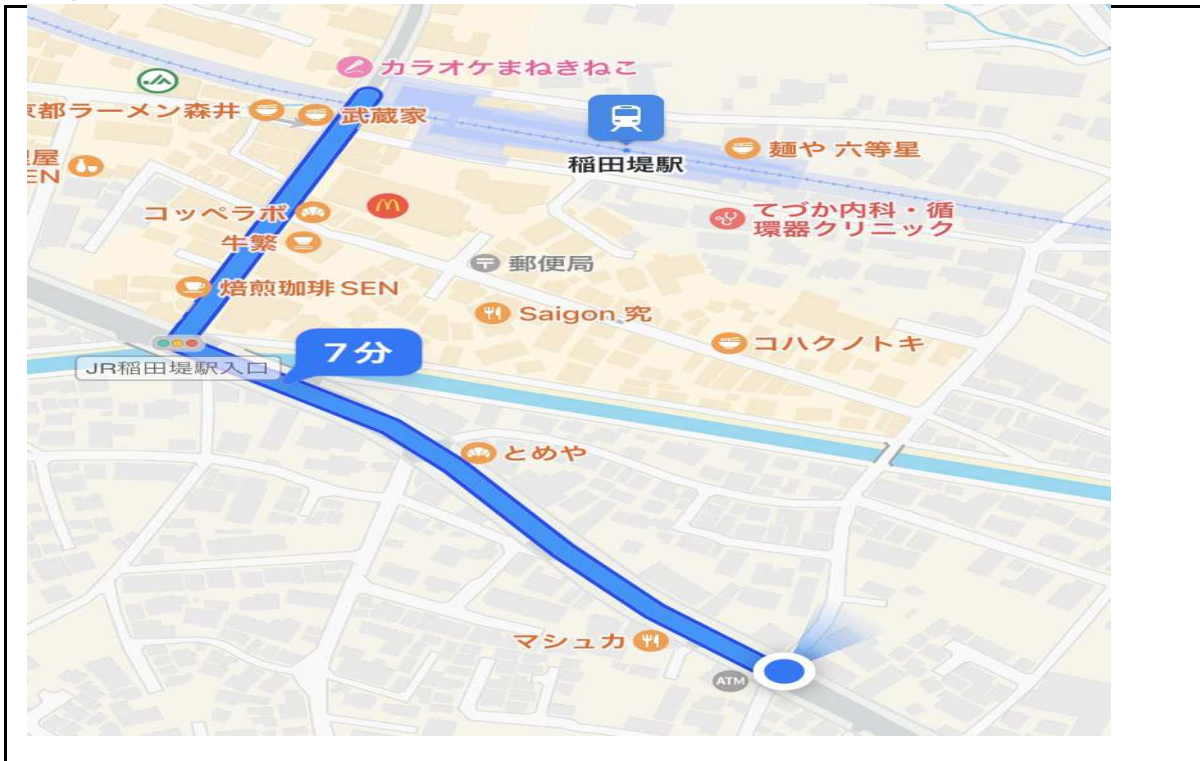 カラオケまねきねこ
都ラーメン森井
武蔵家
稲田堤駅
麺や 六等星
屋
EN
コッペラボ
てづか内科・循
環器クリニック
牛繁
郵便局
焙煎珈琲 SEN
Saigon 究
コハクノトキ
7分
JR稲田堤駅入口
とめや
マシュカ
ATM